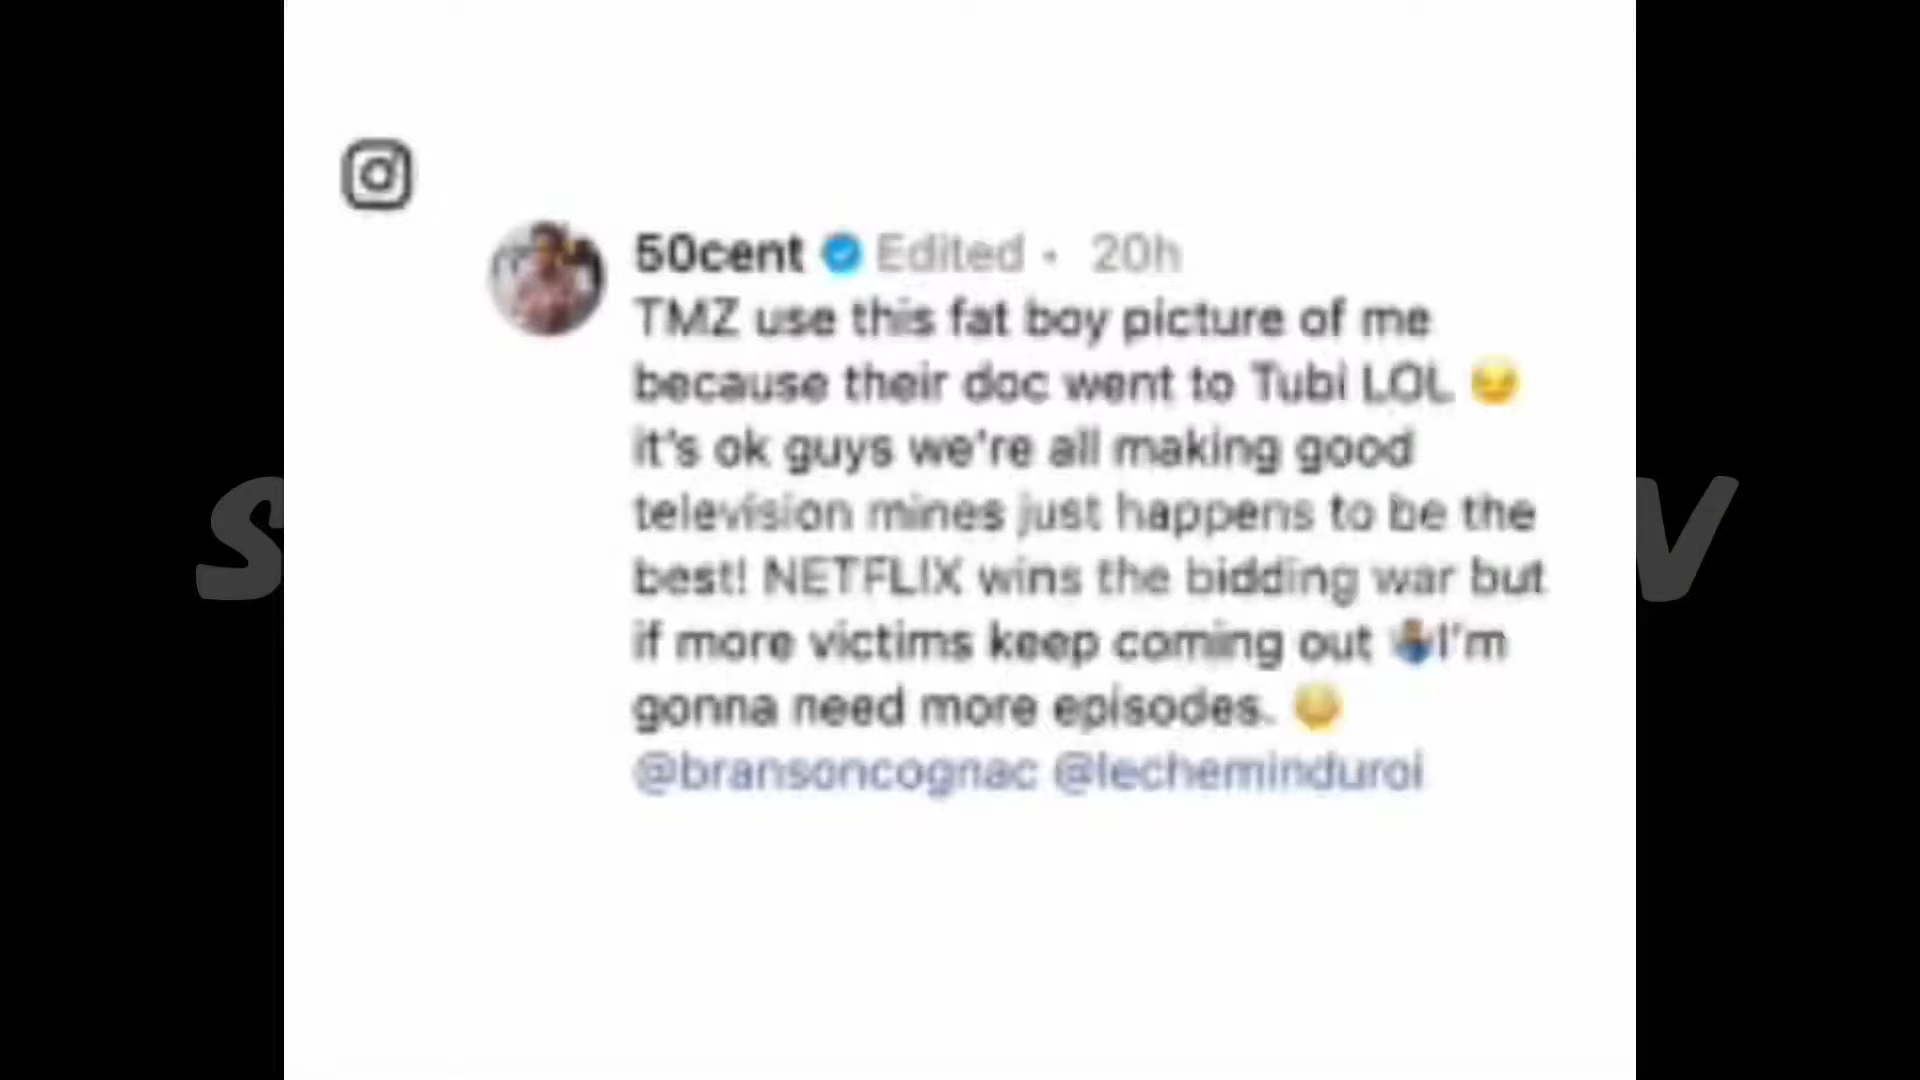 50cent Edited • 20h
TMZ use this fat boy picture of me
because their doc went to Tubi LOL 😏
it's ok guys we're all making good
television mines just happens to be the
best! NETFLIX wins the bidding war but
if more victims keep coming out 🤷🏽‍♂️I'm
gonna need more episodes. 😳
@bransoncognac @lecheminduroi
S
V